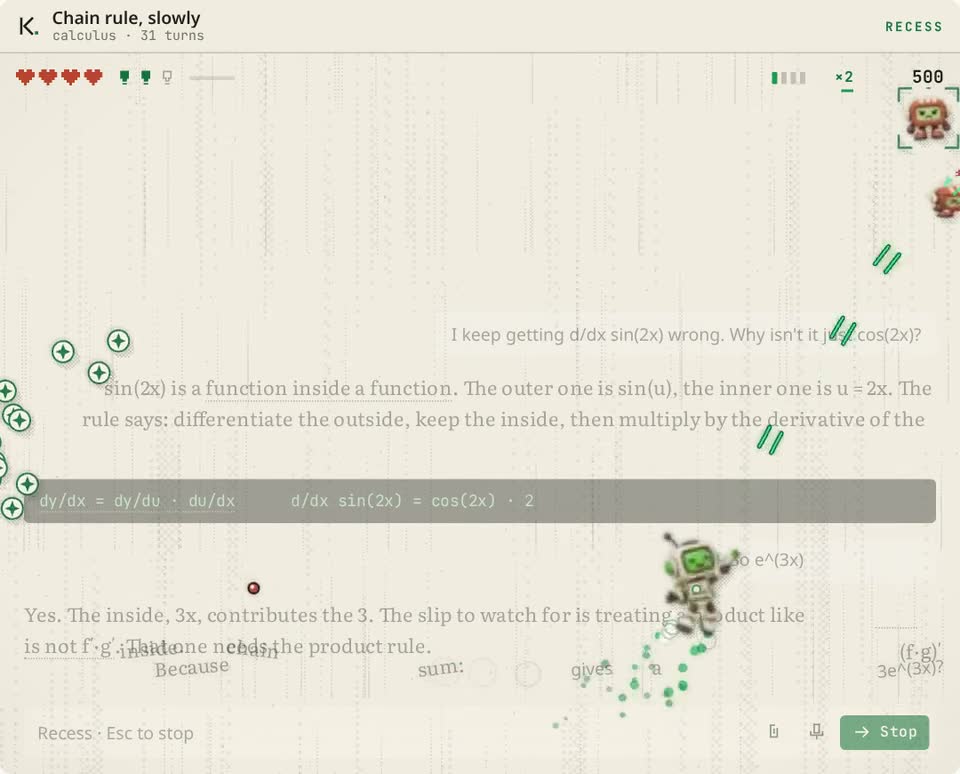 K.
Chain rule, slowly
calculus · 31 turns
RECESS
×2
500
I keep getting d/dx sin(2x) wrong. Why isn't it just cos(2x)?
sin(2x) is a function inside a function. The outer one is sin(u), the inner one is u = 2x. The
rule says: differentiate the outside, keep the inside, then multiply by the derivative of the
dy/dx = dy/du · du/dx d/dx sin(2x) = cos(2x) · 2
So e^(3x)
Yes. The inside, 3x, contributes the 3. The slip to watch for is treating a product like
is not f'·g'. That one needs the product rule.
inside. chain
(f·g)'
Because sum: gives a 3e^(3x)?
Recess · Esc to stop
→ Stop